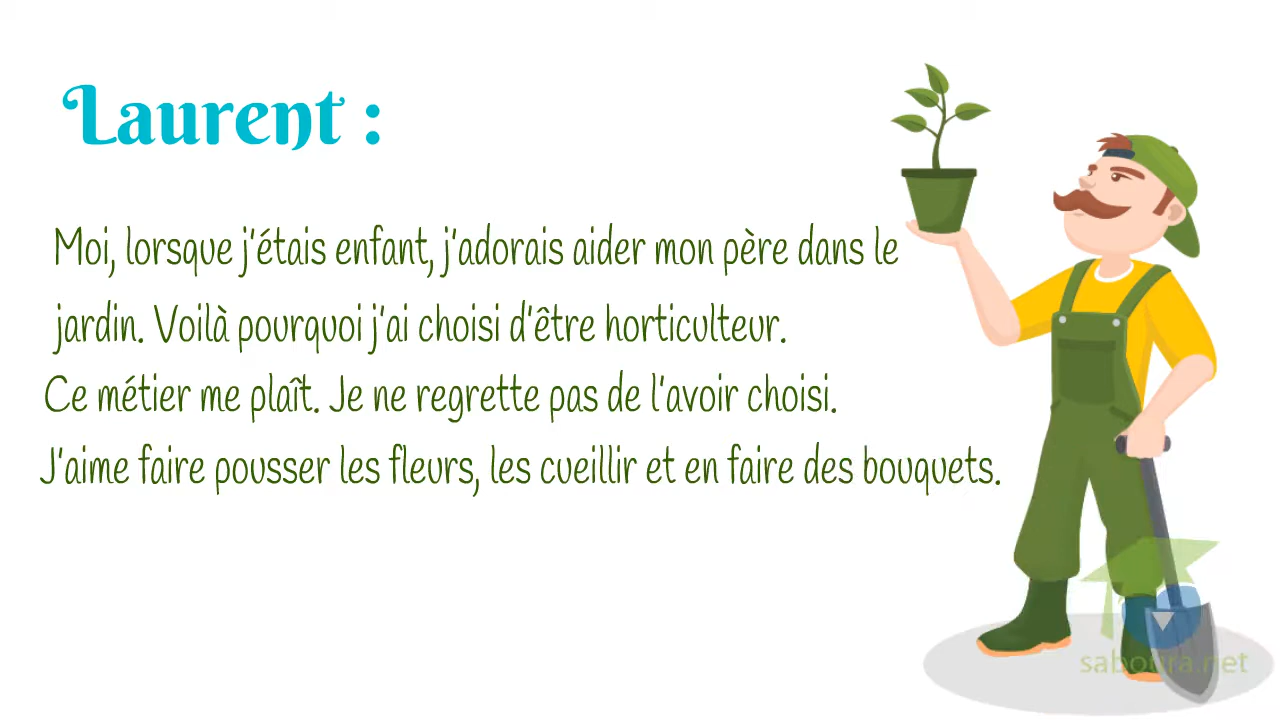 Laurent :
Moi, lorsque j'étais enfant, j'adorais aider mon père dans le
jardin. Voilà pourquoi j'ai choisi d'être horticulteur.
Ce métier me plaît. Je ne regrette pas de l'avoir choisi.
J'aime faire pousser les fleurs, les cueillir et en faire des bouquets.
saboura.net